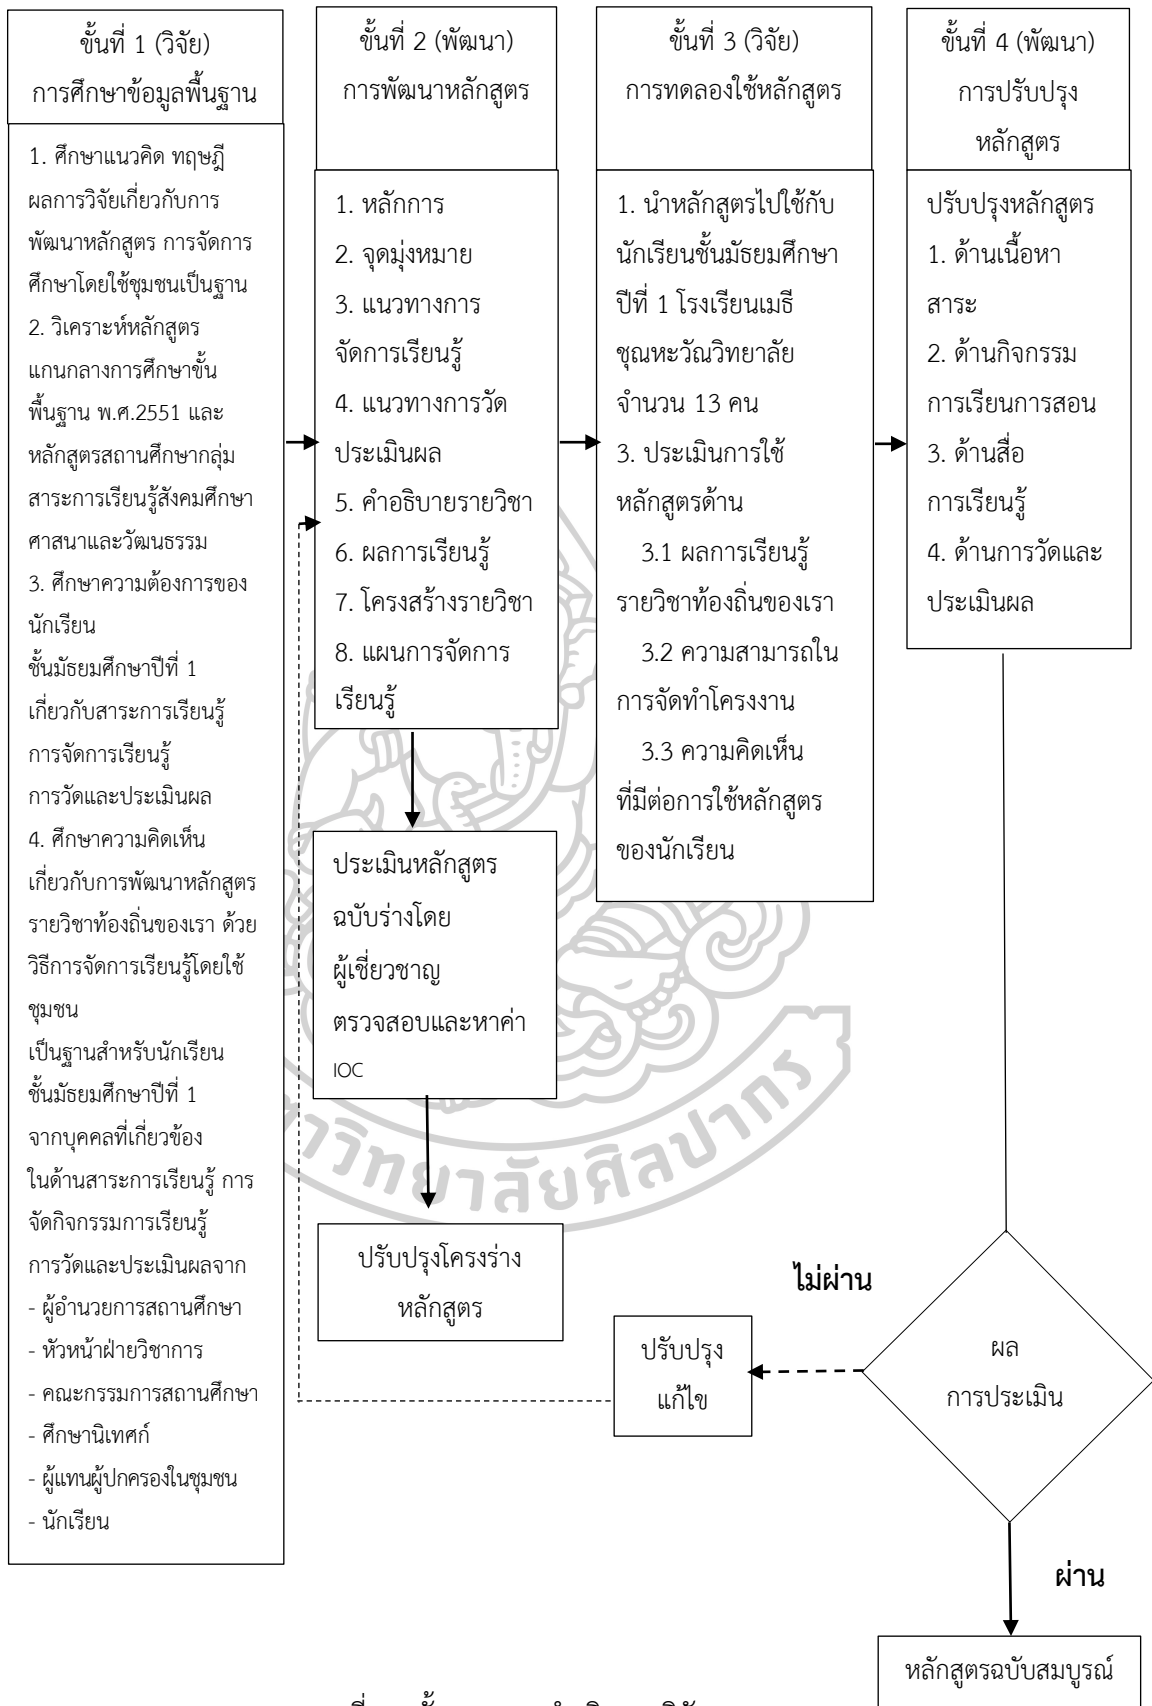 ขั้นที่ 1 (วิจัย)
การศึกษาข้อมูลพื้นฐาน
1. ศึกษาแนวคิด ทฤษฎี
ผลการวิจัยเกี่ยวกับการ
พัฒนาหลักสูตร การจัดการ
ศึกษาโดยใช้ชุมชนเป็นฐาน
2. วิเคราะห์หลักสูตร
แกนกลางการศึกษาขั้น
พื้นฐาน พ.ศ.2551 และ
หลักสูตรสถานศึกษากลุ่ม
สาระการเรียนรู้สังคมศึกษา
ศาสนาและวัฒนธรรม
3. ศึกษาความต้องการของ
นักเรียน
ชั้นมัธยมศึกษาปีที่ 1
เกี่ยวกับสาระการเรียนรู้
การจัดการเรียนรู้
การวัดและประเมินผล
4. ศึกษาความคิดเห็น
เกี่ยวกับการพัฒนาหลักสูตร
รายวิชาท้องถิ่นของเรา ด้วย
วิธีการจัดการเรียนรู้โดยใช้
ชุมชน
เป็นฐานสำหรับนักเรียน
ชั้นมัธยมศึกษาปีที่ 1
จากบุคคลที่เกี่ยวข้อง
ในด้านสาระการเรียนรู้ การ
จัดกิจกรรมการเรียนรู้
การวัดและประเมินผลจาก
- ผู้อำนวยการสถานศึกษา
- หัวหน้าฝ่ายวิชาการ
- คณะกรรมการสถานศึกษา
- ศึกษานิเทศก์
- ผู้แทนผู้ปกครองในชุมชน
- นักเรียน
ขั้นที่ 2 (พัฒนา)
การพัฒนาหลักสูตร
1. หลักการ
2. จุดมุ่งหมาย
3. แนวทางการ
จัดการเรียนรู้
4. แนวทางการวัด
ประเมินผล
5. คำอธิบายรายวิชา
6. ผลการเรียนรู้
7. โครงสร้างรายวิชา
8. แผนการจัดการ
เรียนรู้
ประเมินหลักสูตร
ฉบับร่างโดย
ผู้เชี่ยวชาญ
ตรวจสอบและหาค่า
IOC
ปรับปรุงโครงร่าง
หลักสูตร
ขั้นที่ 3 (วิจัย)
การทดลองใช้หลักสูตร
1. นำหลักสูตรไปใช้กับ
นักเรียนชั้นมัธยมศึกษา
ปีที่ 1 โรงเรียนเมธี
ชุณหะวัณวิทยาลัย
จำนวน 13 คน
3. ประเมินการใช้
หลักสูตรด้าน
3.1 ผลการเรียนรู้
รายวิชาท้องถิ่นของเรา
3.2 ความสามารถใน
การจัดทำโครงงาน
3.3 ความคิดเห็น
ที่มีต่อการใช้หลักสูตร
ของนักเรียน
ขั้นที่ 4 (พัฒนา)
การปรับปรุง
หลักสูตร
ปรับปรุงหลักสูตร
1. ด้านเนื้อหา
สาระ
2. ด้านกิจกรรม
การเรียนการสอน
3. ด้านสื่อ
การเรียนรู้
4. ด้านการวัดและ
ประเมินผล
ไม่ผ่าน
ผล
การประเมิน
ปรับปรุง
แก้ไข
ผ่าน
หลักสูตรฉบับสมบูรณ์
าวิทยาลัยศิลปากร